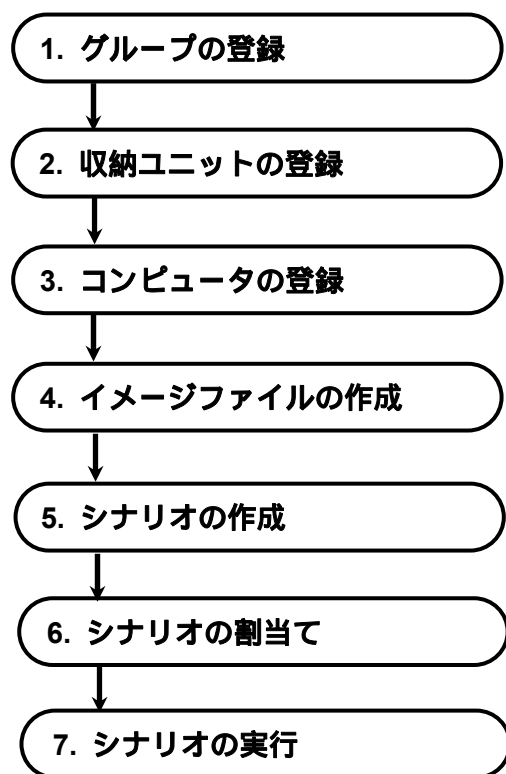 1. グループの登録
2. 収納ユニットの登録
3. コンピュータの登録
4. イメージファイルの作成
5. シナリオの作成
6. シナリオの割当て
7. シナリオの実行